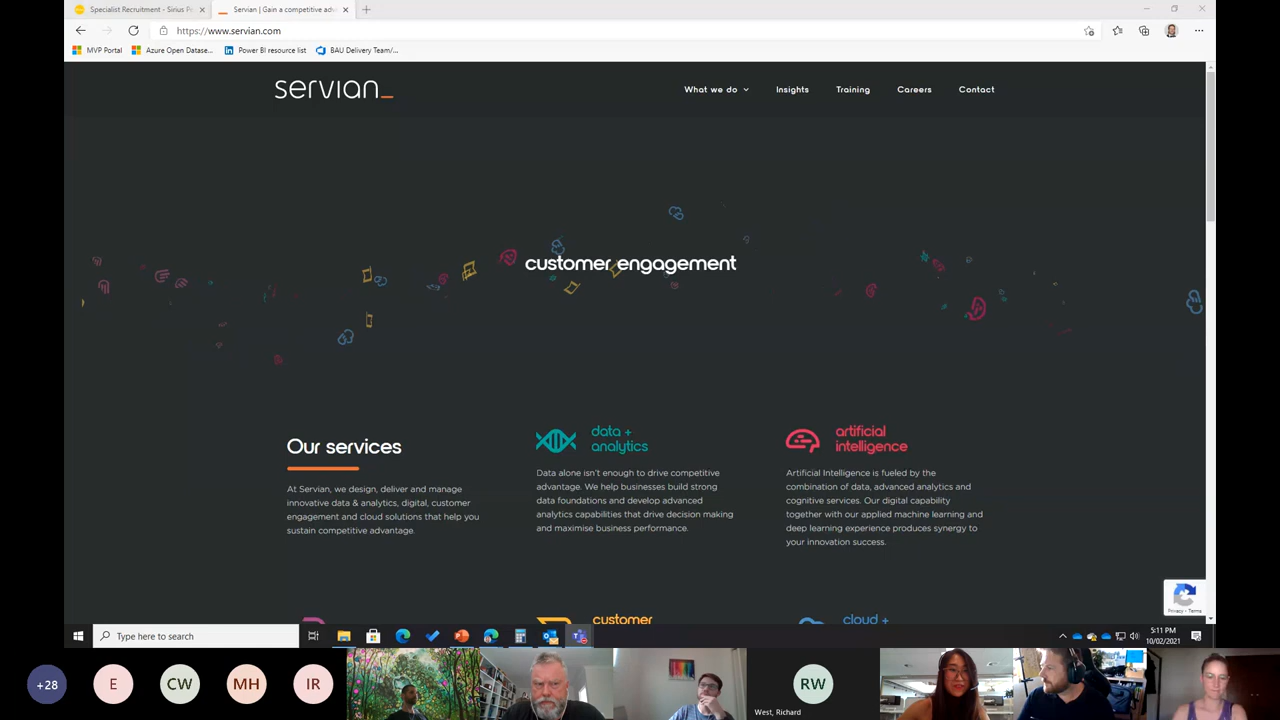 Specialist Recruitment - Sirius P
Servian | Gain a competitive adv
https://www.servian.com
MVP Portal
Azure Open Datase...
Power BI resource list
BAU Delivery Team/...
servian_
What we do
Insights
Training
Careers
Contact
customer engagement
Our services
At Servian, we design, deliver and manage
innovative data & analytics, digital, customer
engagement and cloud solutions that help you
sustain competitive advantage.
data +
analytics
Data alone isn't enough to drive competitive
advantage. We help businesses build strong
data foundations and develop advanced
analytics capabilities that drive decision making
and maximise business performance.
artificial
intelligence
Artificial Intelligence is fueled by the
combination of data, advanced analytics and
cognitive services. Our digital capability
together with our applied machine learning and
deep learning experience produces synergy to
your innovation success.
customer
cloud +
Privacy - Terms
Type here to search
5:11 PM
10/02/2021
+28
E
CW
MH
IR
RW
West, Richard